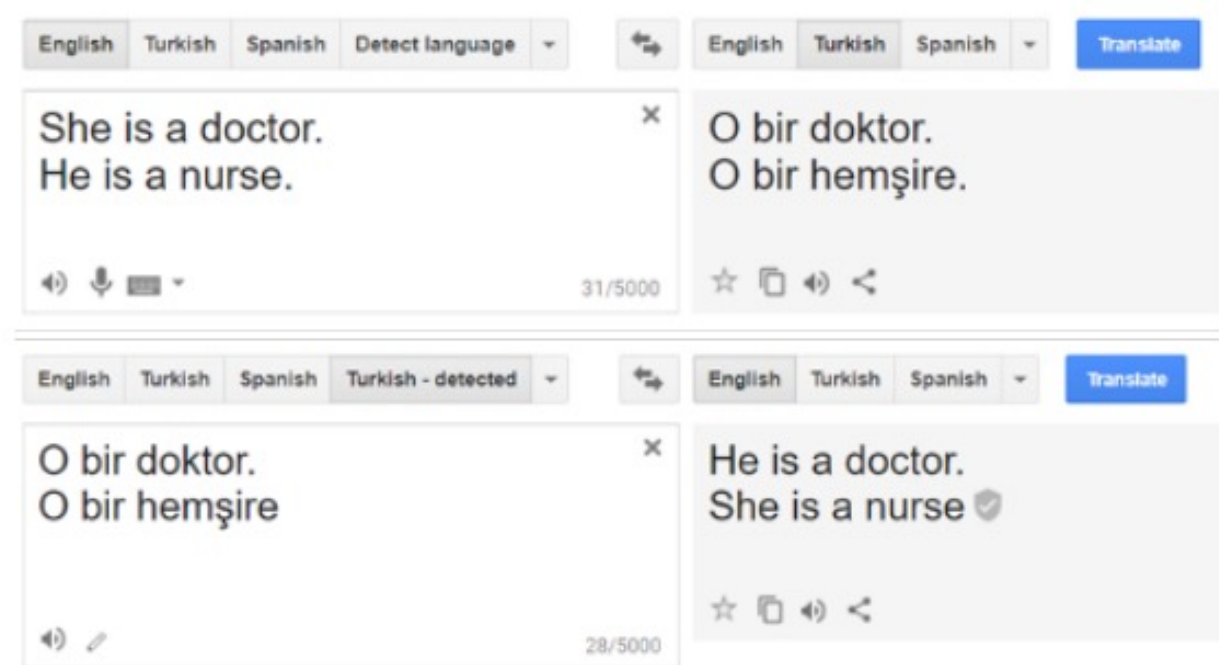 English Turkish Spanish Detect language English Turkish Spanish Translate
She is a doctor.
He is a nurse.
31/5000
O bir doktor.
O bir hemşire.
English Turkish Spanish Turkish - detected English Turkish Spanish Translate
O bir doktor.
O bir hemşire
28/5000
He is a doctor.
She is a nurse